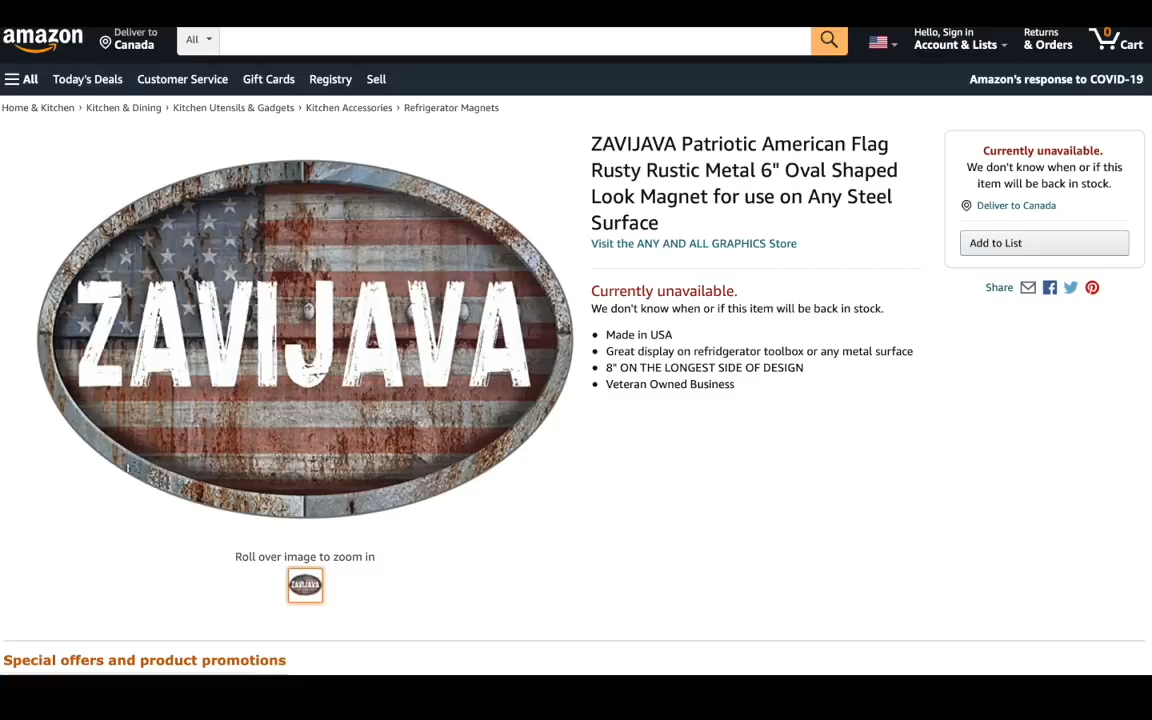 amazon
Deliver to
Canada
All
Hello, Sign in
Account & Lists
Returns
& Orders
0
Cart
All
Today's Deals
Customer Service
Gift Cards
Registry
Sell
Amazon's response to COVID-19
Home & Kitchen › Kitchen & Dining › Kitchen Utensils & Gadgets › Kitchen Accessories › Refrigerator Magnets
ZAVIJAVA
Roll over image to zoom in
ZAVIJAVA
ZAVIJAVA Patriotic American Flag
Rusty Rustic Metal 6" Oval Shaped
Look Magnet for use on Any Steel
Surface
Visit the ANY AND ALL GRAPHICS Store
Currently unavailable.
We don't know when or if this item will be back in stock.
Made in USA
Great display on refridgerator toolbox or any metal surface
8" ON THE LONGEST SIDE OF DESIGN
Veteran Owned Business
Currently unavailable.
We don't know when or if this
item will be back in stock.
Deliver to Canada
Add to List
Share
Special offers and product promotions